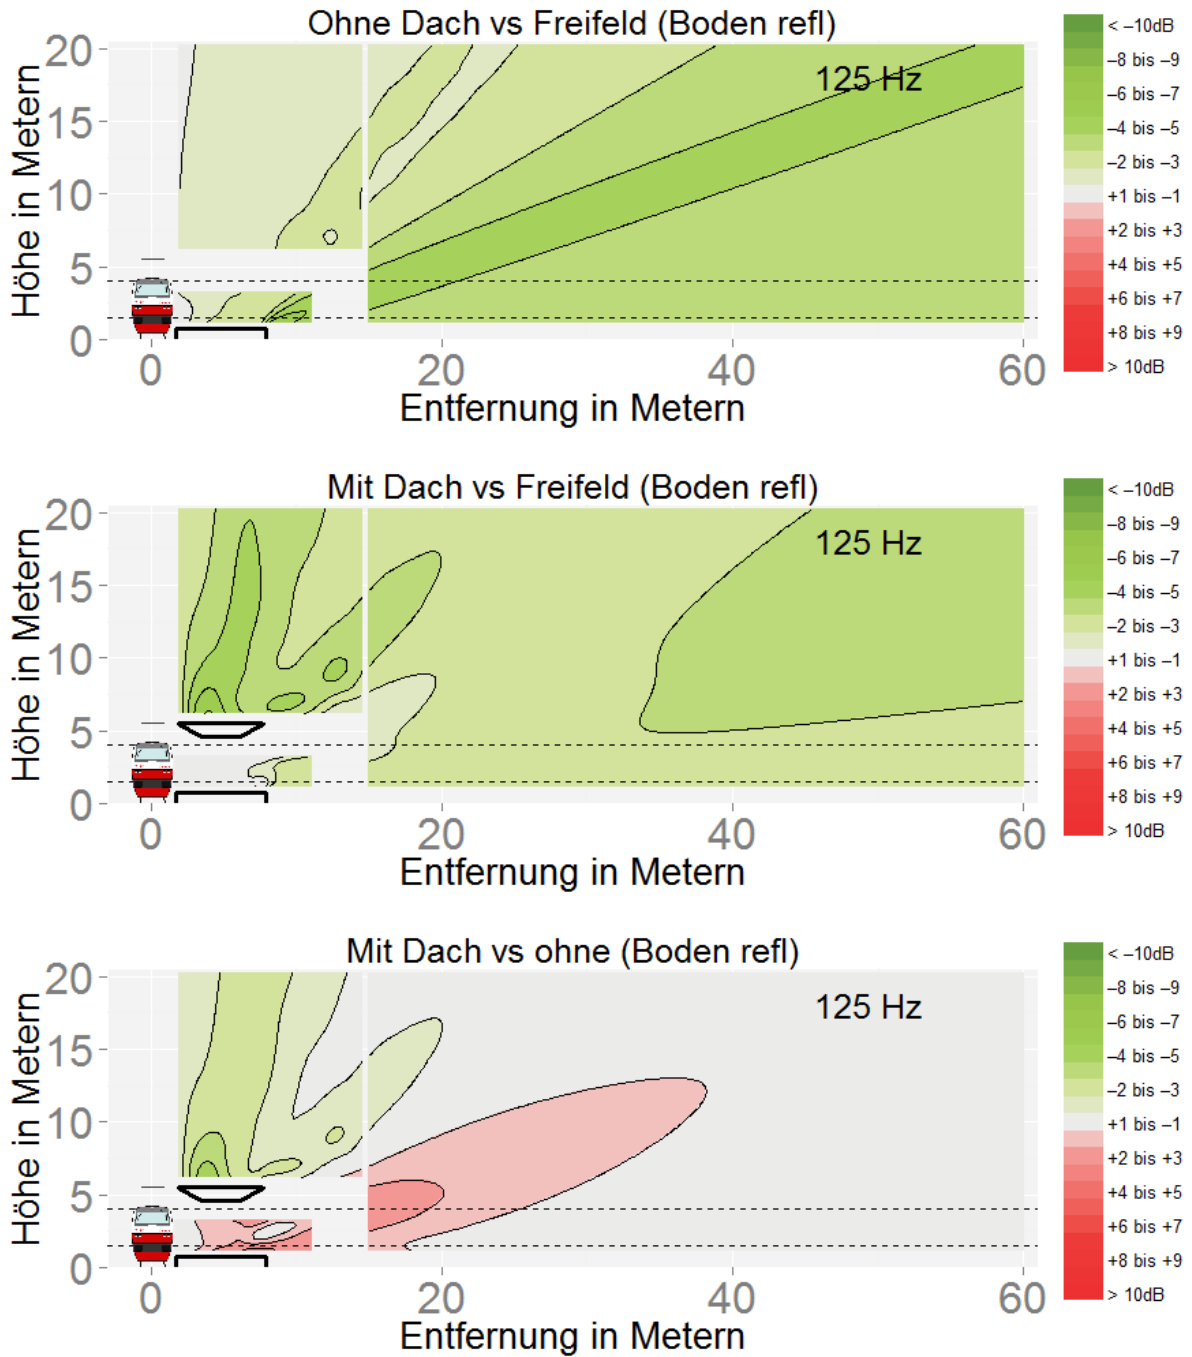 Ohne Dach vs Freifeld (Boden refl)
125 Hz
Höhe in Metern
20
15
10
5
0
0 20 40 60
Entfernung in Metern
< –10dB
–8 bis –9
–6 bis –7
–4 bis –5
–2 bis –3
+1 bis –1
+2 bis +3
+4 bis +5
+6 bis +7
+8 bis +9
> 10dB
Mit Dach vs Freifeld (Boden refl)
125 Hz
Höhe in Metern
20
15
10
5
0
0 20 40 60
Entfernung in Metern
< –10dB
–8 bis –9
–6 bis –7
–4 bis –5
–2 bis –3
+1 bis –1
+2 bis +3
+4 bis +5
+6 bis +7
+8 bis +9
> 10dB
Mit Dach vs ohne (Boden refl)
125 Hz
Höhe in Metern
20
15
10
5
0
0 20 40 60
Entfernung in Metern
< –10dB
–8 bis –9
–6 bis –7
–4 bis –5
–2 bis –3
+1 bis –1
+2 bis +3
+4 bis +5
+6 bis +7
+8 bis +9
> 10dB